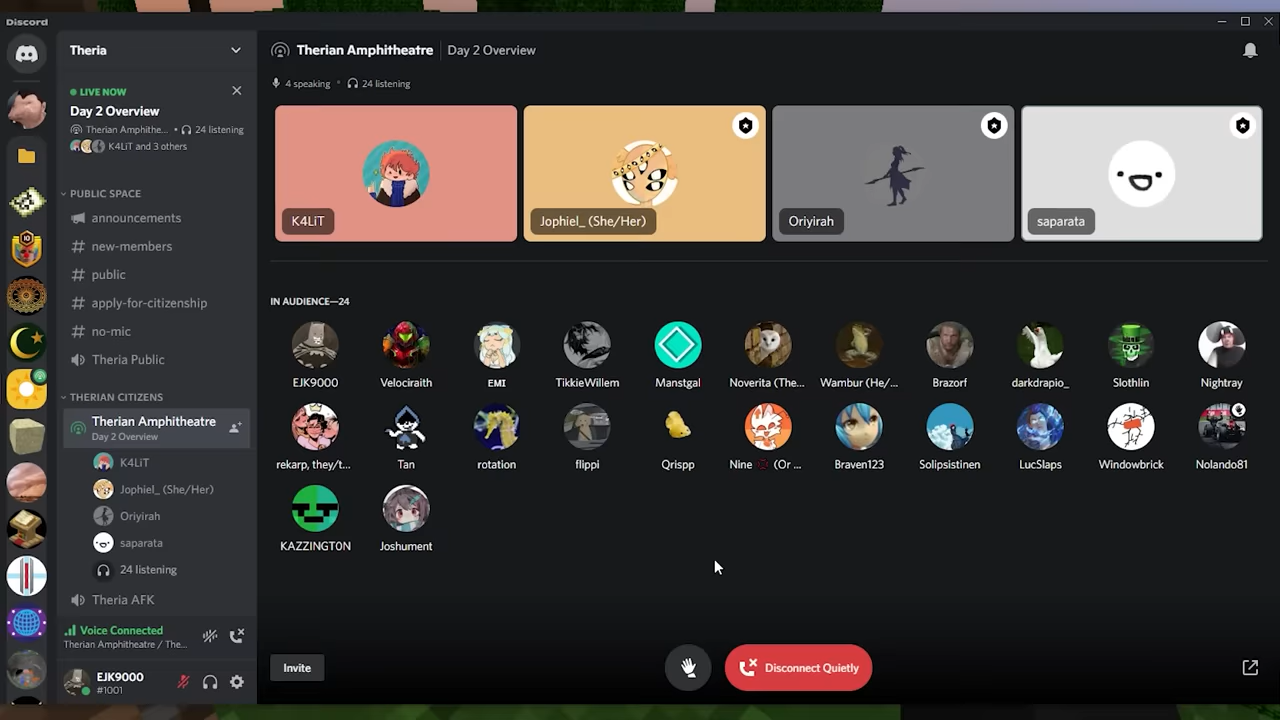 Discord
Theria
LIVE NOW
Day 2 Overview
Therian Amphithe... • 24 listening
K4LiT and 3 others
PUBLIC SPACE
announcements
new-members
public
apply-for-citizenship
no-mic
Theria Public
THERIAN CITIZENS
Therian Amphitheatre
Day 2 Overview
K4LiT
Jophiel_ (She/Her)
Oriyirah
saparata
24 listening
Theria AFK
Voice Connected
Therian Amphitheatre / The...
EJK9000
#1001
Therian Amphitheatre Day 2 Overview
4 speaking • 24 listening
K4LiT
Jophiel_ (She/Her)
Oriyirah
saparata
IN AUDIENCE—24
EJK9000 Velociraith EMI TikkieWillem Manstgal Noverita (The... Wambur (He/... Brazorf darkdrapio_ Slothlin Nightray
rekarp, they/t... Tan rotation flippi Qrispp Nine (Or ... Braven123 Solipsistinen LucSlaps Windowbrick Nolando81
KAZZINGT0N Joshument
Invite
Disconnect Quietly